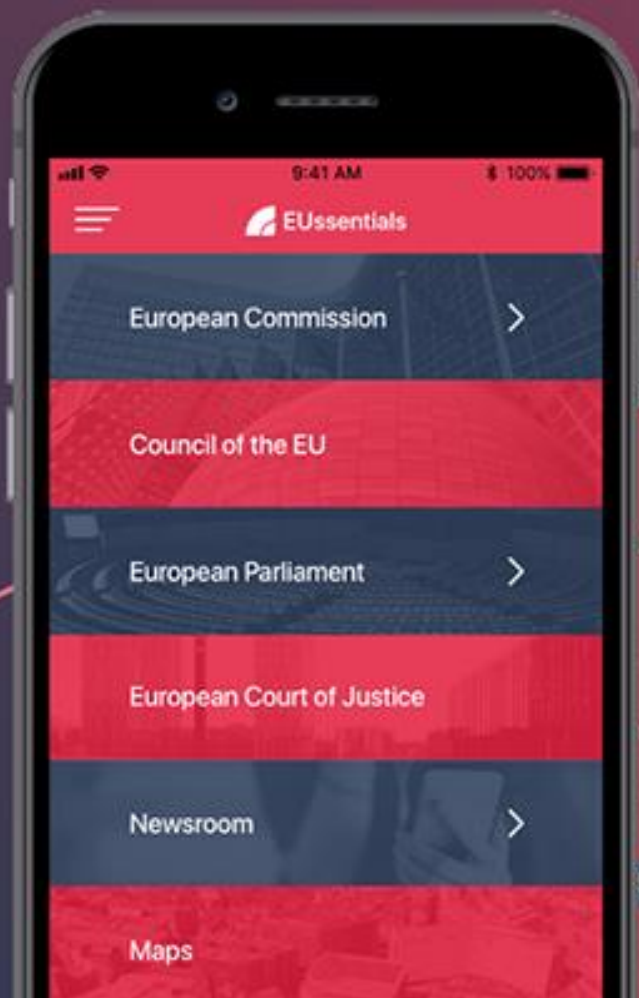 9:41 AM
100%
EUssentials
European Commission
Council of the EU
European Parliament
European Court of Justice
Newsroom
Maps